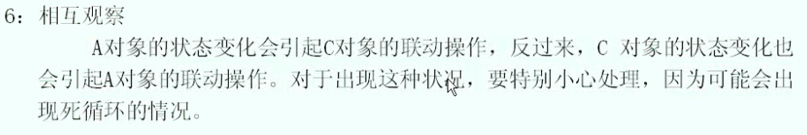 6：相互观察
A对象的状态变化会引起C对象的联动操作，反过来，C 对象的状态变化也
会引起A对象的联动操作。对于出现这种状况，要特别小心处理，因为可能会出
现死循环的情况。